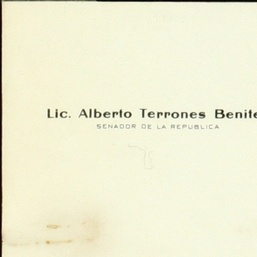 Lic. Alberto Terrones Benite
SENADOR DE LA REPUBLICA